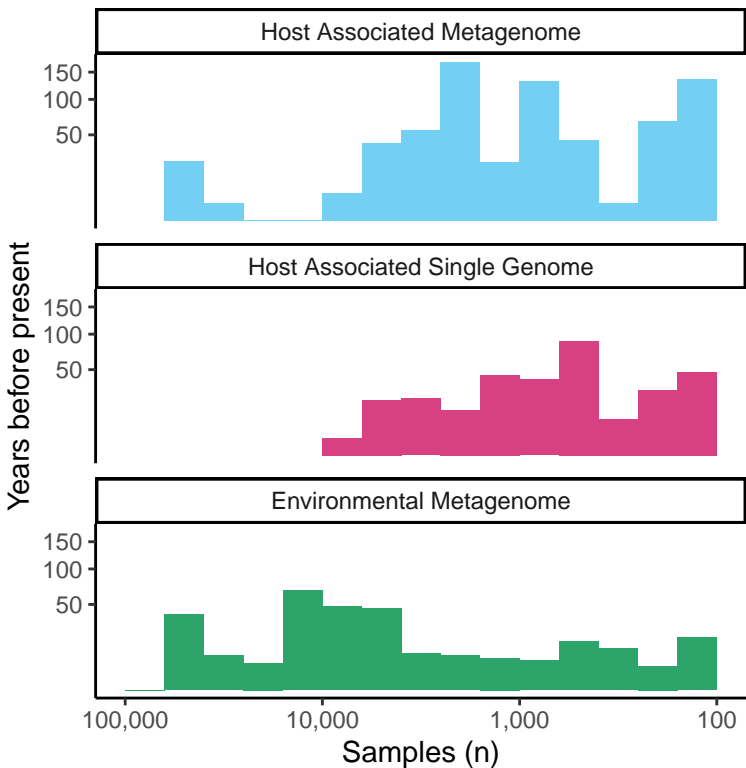 Host Associated Metagenome
150
100
50
Host Associated Single Genome
150
100
50
Environmental Metagenome
150
100
50
Years before present
100,000 10,000 1,000 100
Samples (n)